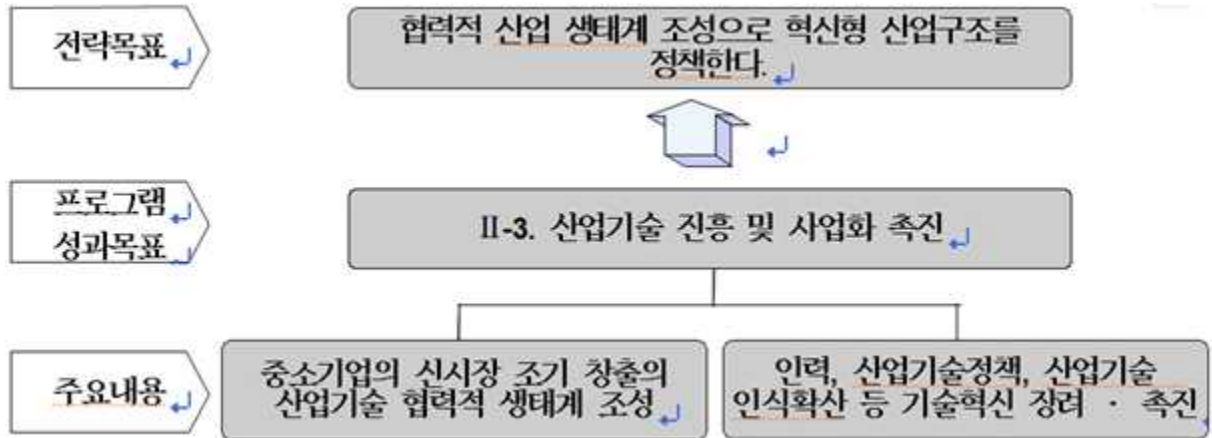 전략목표
협력적 산업 생태계 조성으로 혁신형 산업구조를
정책한다.
프로그램
성과목표
Ⅱ-3. 산업기술 진흥 및 사업화 촉진
주요내용
중소기업의 신시장 조기 창출의
산업기술 협력적 생태계 조성
인력, 산업기술정책, 산업기술
인식확산 등 기술혁신 장려 · 촉진